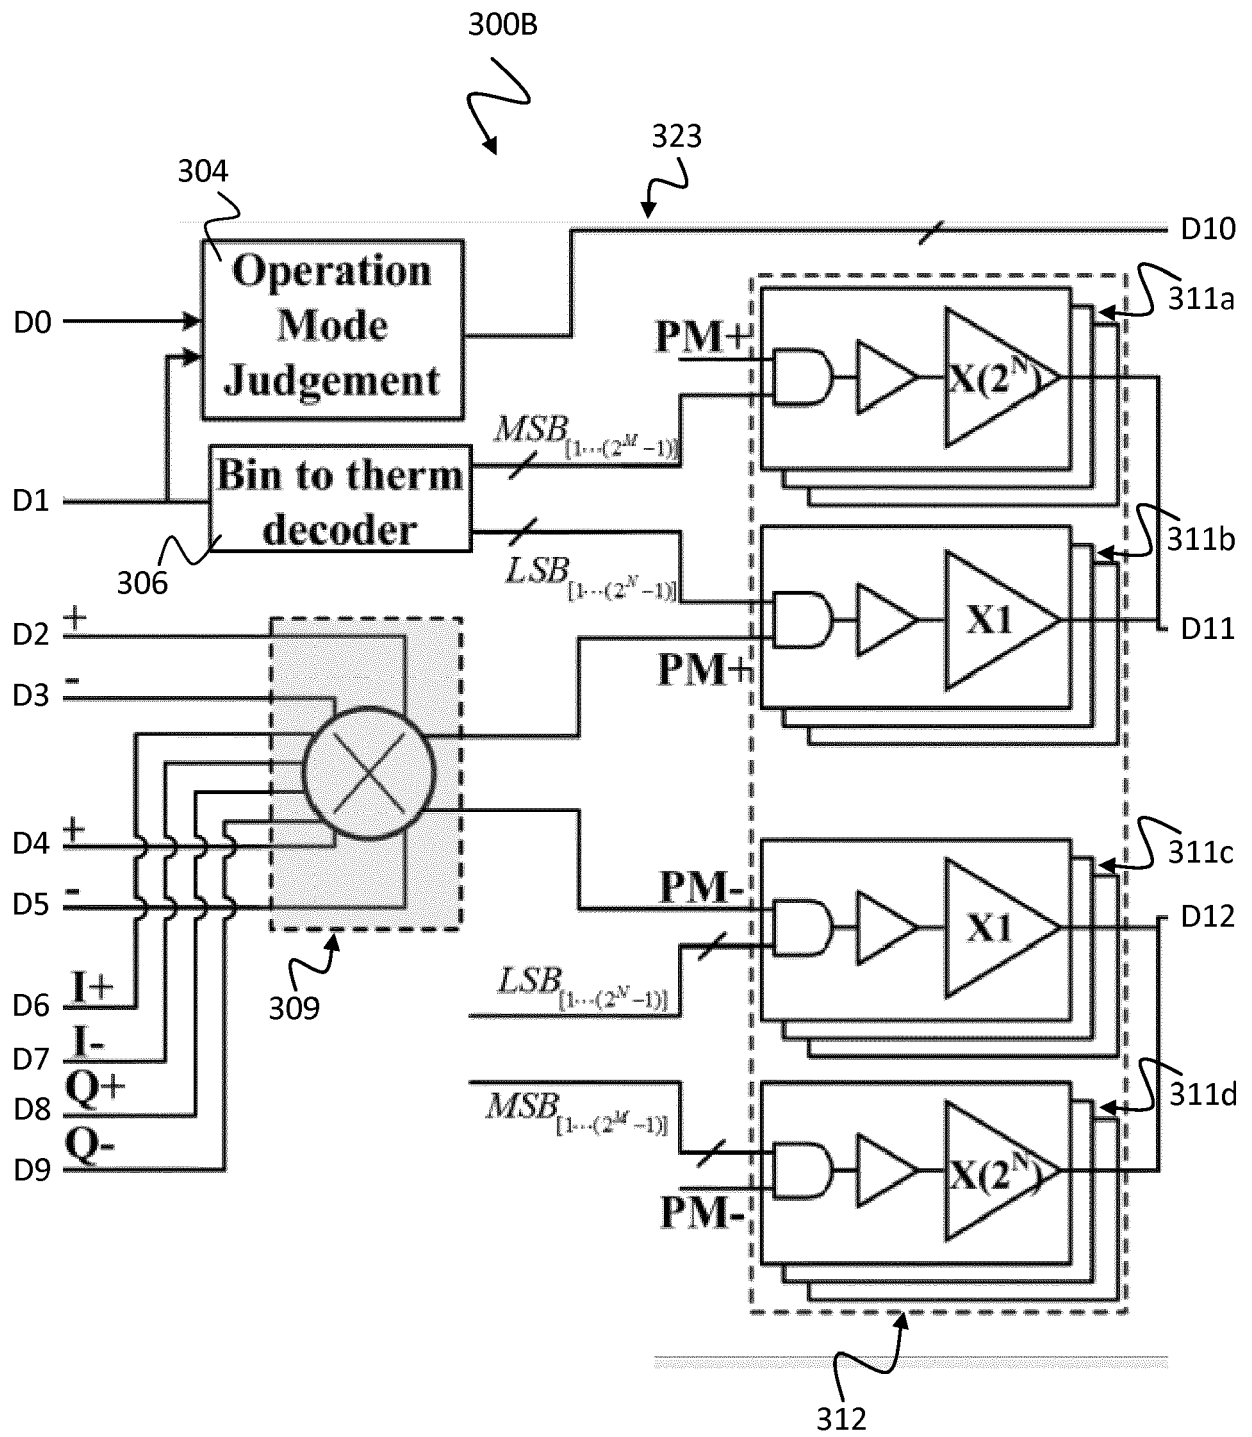 300B
323
304
D10
Operation
Mode
Judgement
311a
D0
PM+
X(2^N)
MSB[1···(2^M−1)]
Bin to therm
decoder
D1
311b
LSB[1···(2^N−1)]
306
X1
PM+
D11
D2 +
D3 -
D4 +
D5 -
309
PM-
311c
X1
D12
LSB[1···(2^N−1)]
D6 I+
D7 I-
D8 Q+
D9 Q-
MSB[1···(2^M−1)]
311d
X(2^N)
PM-
312